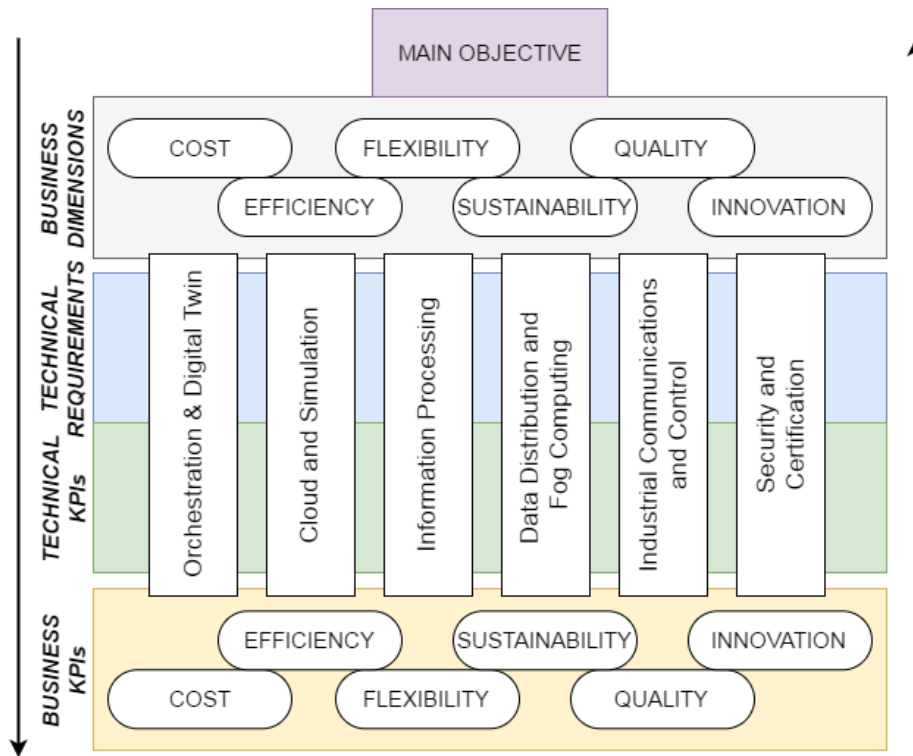 MAIN OBJECTIVE
BUSINESS
DIMENSIONS
COST
FLEXIBILITY
QUALITY
EFFICIENCY
SUSTAINABILITY
INNOVATION
TECHNICAL
REQUIREMENTS
TECHNICAL
KPIs
Orchestration & Digital Twin
Cloud and Simulation
Information Processing
Data Distribution and
Fog Computing
Industrial Communications
and Control
Security and
Certification
BUSINESS
KPIs
EFFICIENCY
SUSTAINABILITY
INNOVATION
COST
FLEXIBILITY
QUALITY